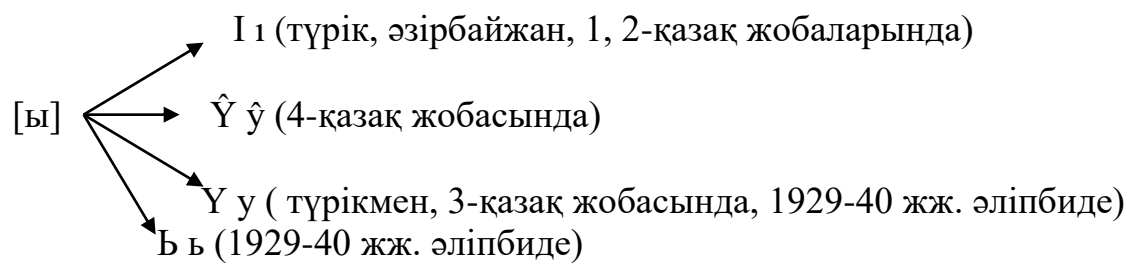 I ı (түрік, әзірбайжан, 1, 2-қазақ жобаларында)
[ы]
Ŷ ŷ (4-қазақ жобасында)
Y y ( түрікмен, 3-қазақ жобасында, 1929-40 жж. әліпбиде)
Ь ь (1929-40 жж. әліпбиде)